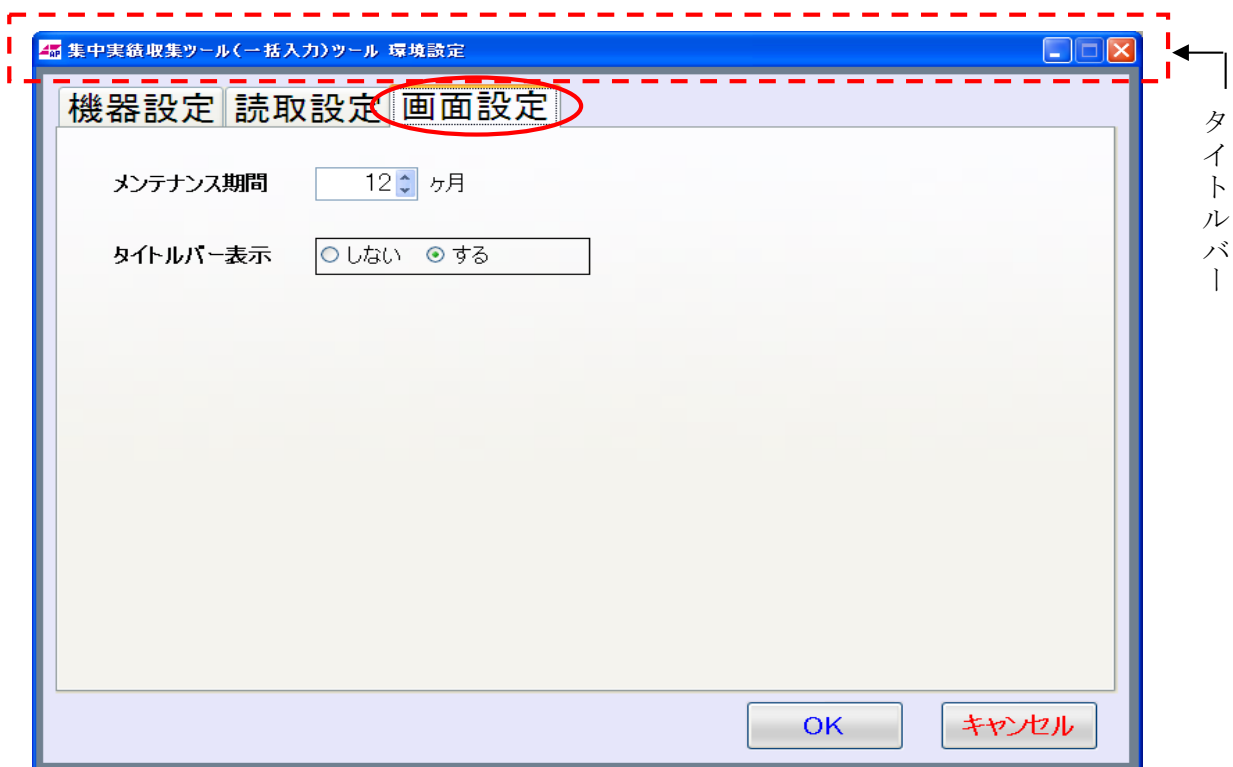 集中実績収集ツール(一括入力)ツール 環境設定
機器設定 読取設定 画面設定
メンテナンス期間 12 ヶ月
タイトルバー表示 しない する
OK キャンセル
タイトルバー